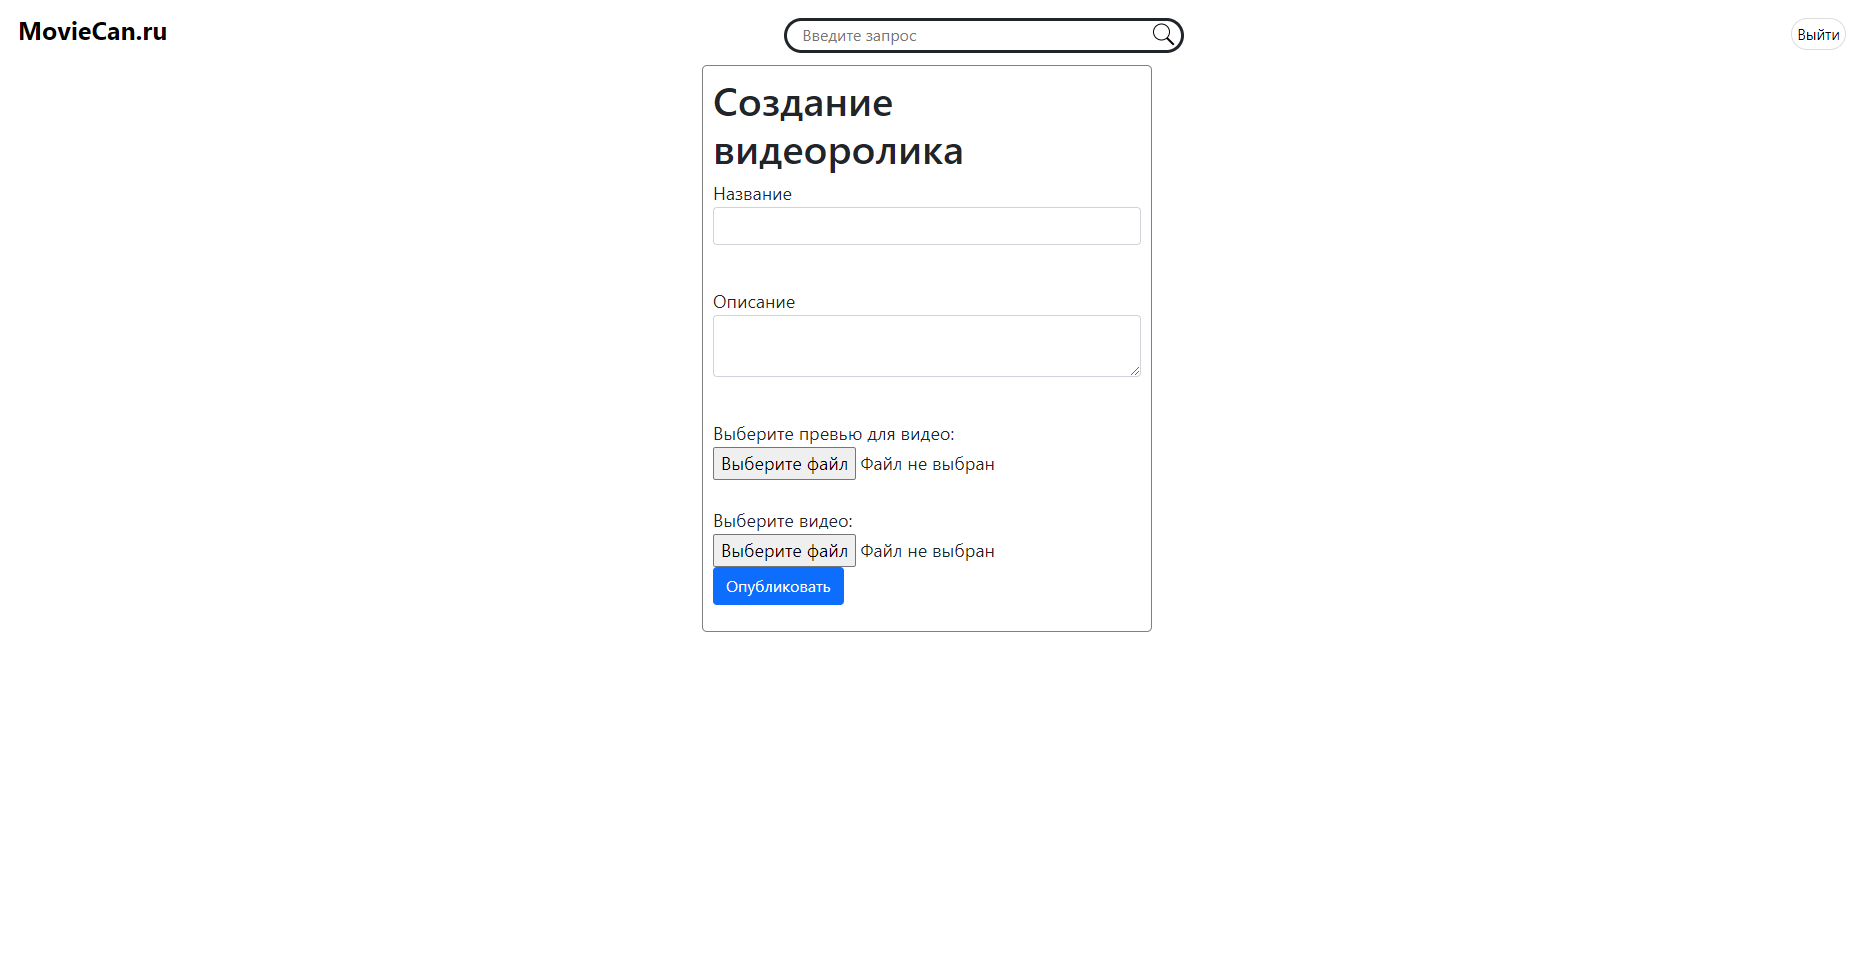 MovieCan.ru
Введите запрос
Выйти
Создание
видеоролика
Название
Описание
Выберите превью для видео:
Выберите файл Файл не выбран
Выберите видео:
Выберите файл Файл не выбран
Опубликовать